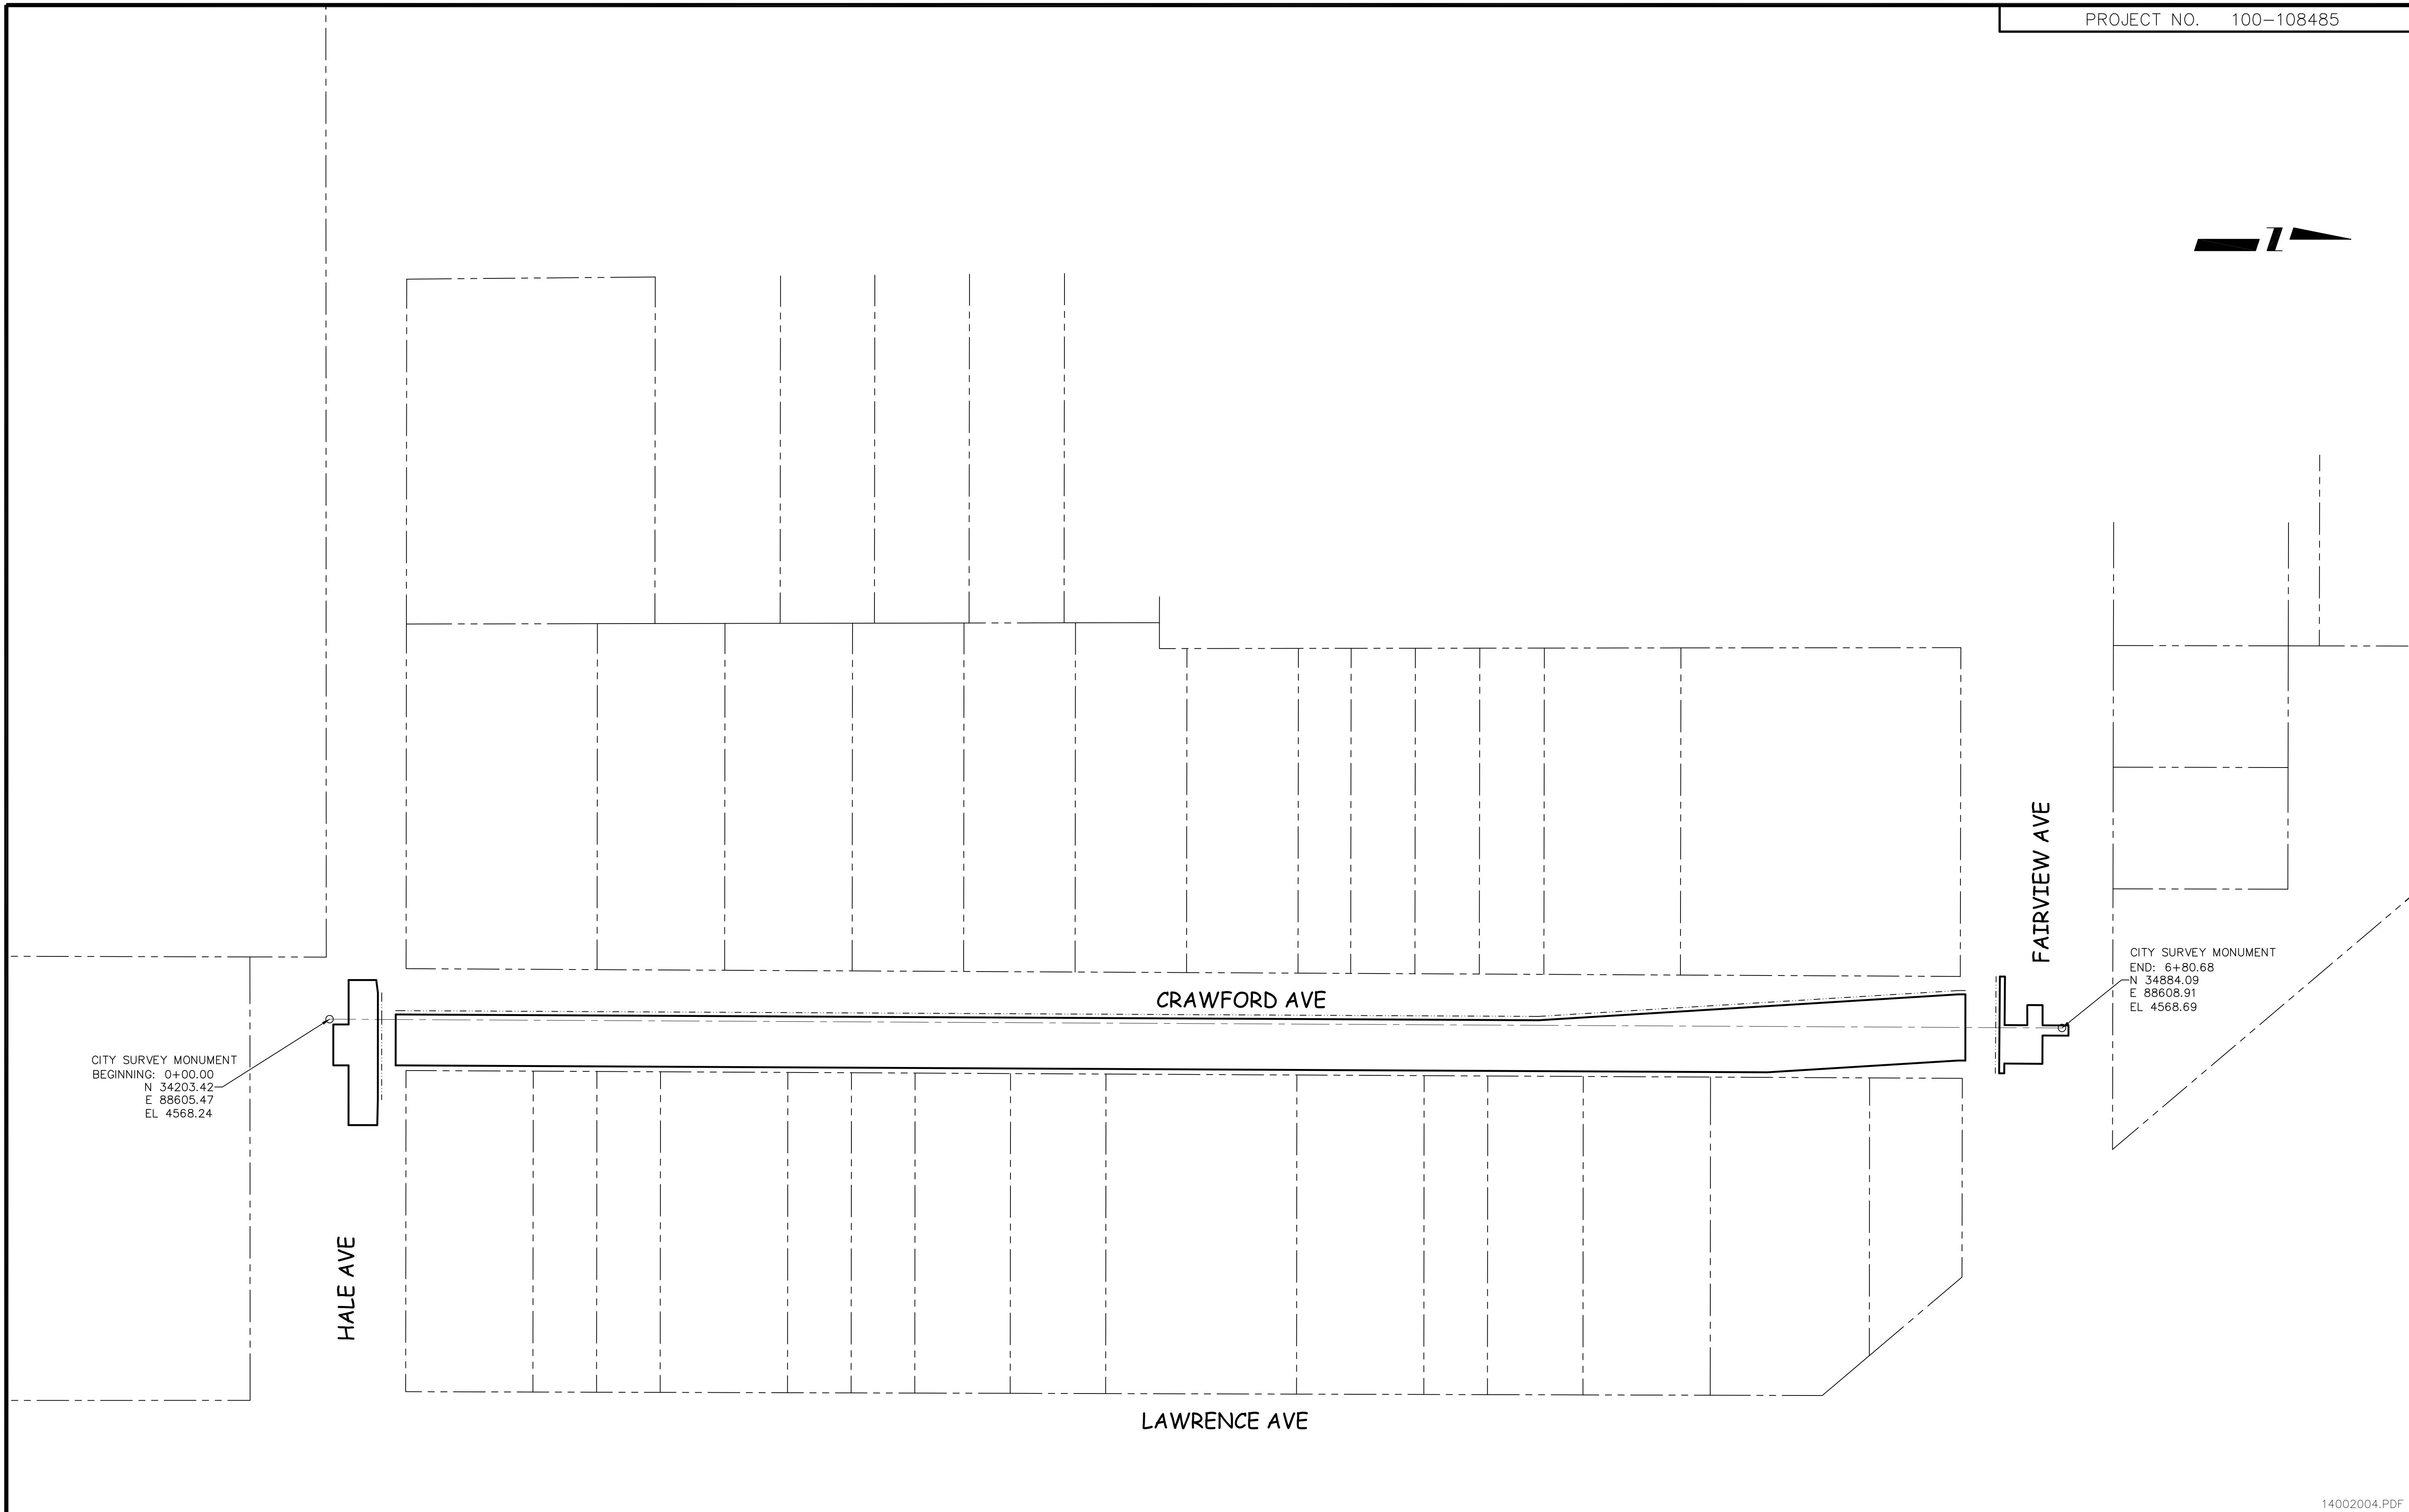 PROJECT NO. 100-108485
Z
FAIRVIEW AVE
CITY SURVEY MONUMENT
END: 6+80.68
N 34884.09
E 88608.91
EL 4568.69
CRAWFORD AVE
CITY SURVEY MONUMENT
BEGINNING: 0+00.00
N 34203.42
E 88605.47
EL 4568.24
HALE AVE
LAWRENCE AVE
14002004.PDF